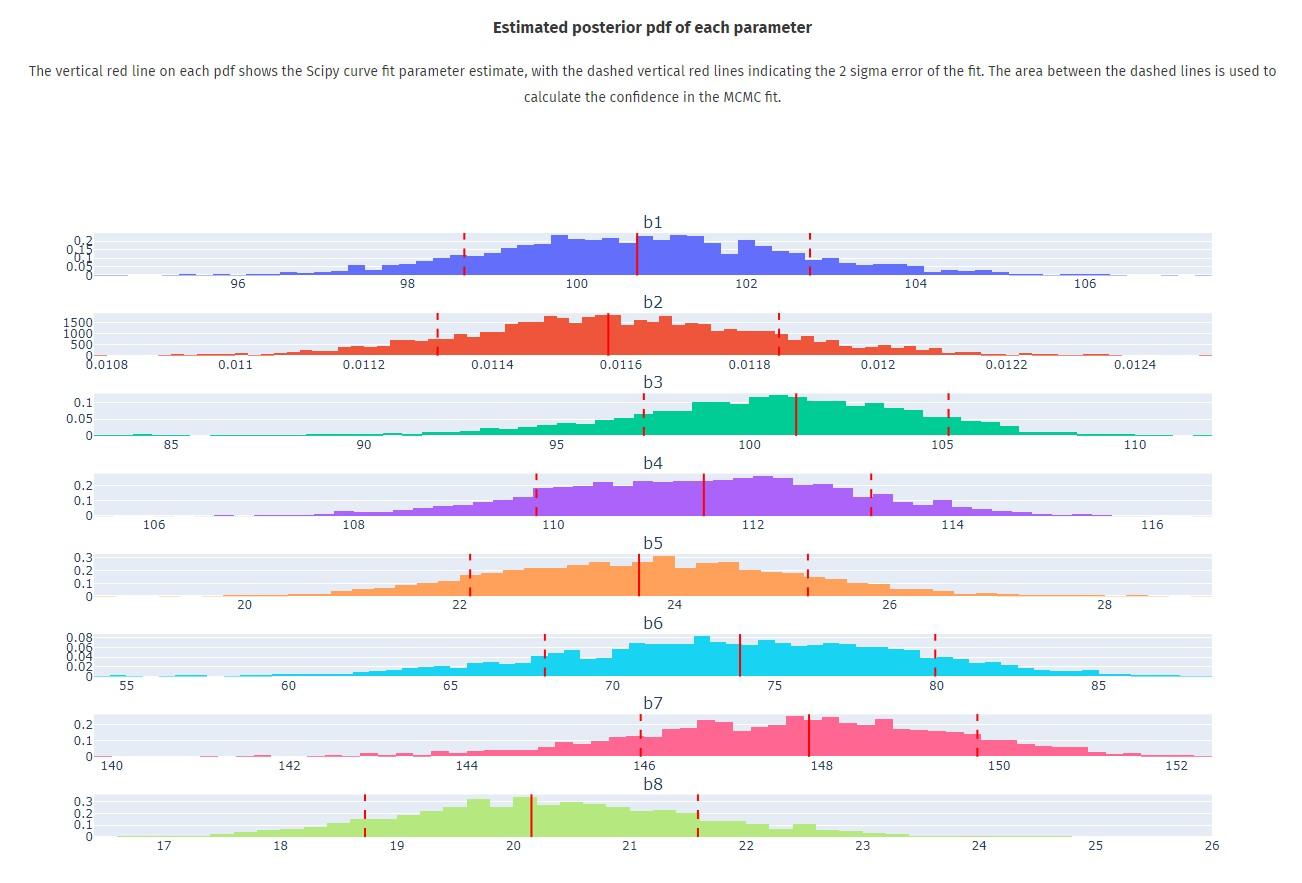 Estimated posterior pdf of each parameter
The vertical red line on each pdf shows the Scipy curve fit parameter estimate, with the dashed vertical red lines indicating the 2 sigma error of the fit. The area between the dashed lines is used to
calculate the confidence in the MCMC fit.
b1
0.2
0.15
0.1
0.05
0
96 98 100 102 104 106
b2
1500
1000
500
0
0.0108 0.011 0.0112 0.0114 0.0116 0.0118 0.012 0.0122 0.0124
b3
0.1
0.05
0
85 90 95 100 105 110
b4
0.2
0.1
0
106 108 110 112 114 116
b5
0.3
0.2
0.1
0
20 22 24 26 28
b6
0.08
0.06
0.04
0.02
0
55 60 65 70 75 80 85
b7
0.2
0.1
0
140 142 144 146 148 150 152
b8
0.3
0.2
0.1
0
17 18 19 20 21 22 23 24 25 26